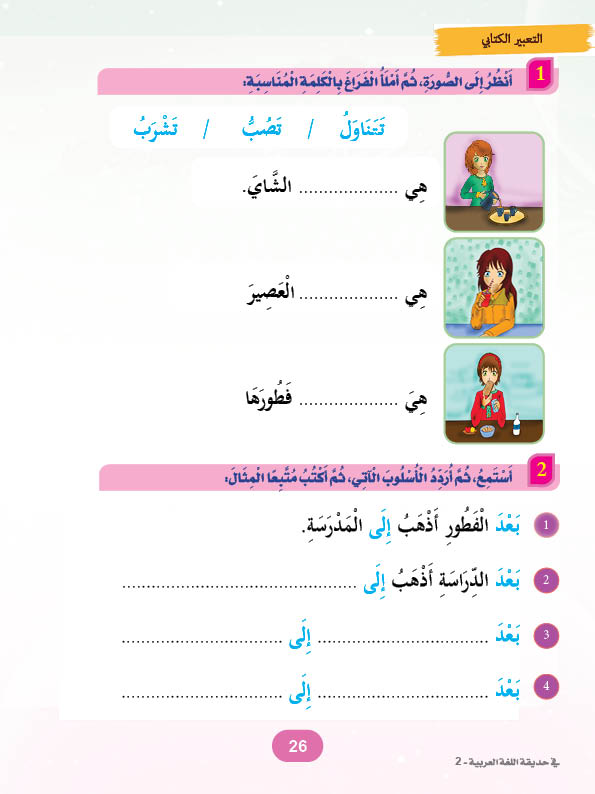 التعبير الكتابي
1 أَنْظُرُ إِلَى الصُّورَةِ، ثُمَّ أَمْلَأُ الْفَرَاغَ بِالْكَلِمَةِ الْمُنَاسِبَةِ:
تَتَنَاوَلُ / تَصُبُّ / تَشْرَبُ
هِيَ .................... الشَّايَ.
هِيَ .................... الْعَصِيرَ
هِيَ .................... فَطُورَهَا
2 أَسْتَمِعُ، ثُمَّ أُرَدِّدُ الْأُسْلُوبَ الْآتِي، ثُمَّ أَكْتُبُ مُتَّبِعًا الْمِثَالَ:
1 بَعْدَ الْفَطُورِ أَذْهَبُ إِلَى الْمَدْرَسَةِ.
2 بَعْدَ الدِّرَاسَةِ أَذْهَبُ إِلَى ................................................
3 بَعْدَ ................................... إِلَى .................................
4 بَعْدَ ................................... إِلَى .................................
26
في حديقة اللغة العربية - 2